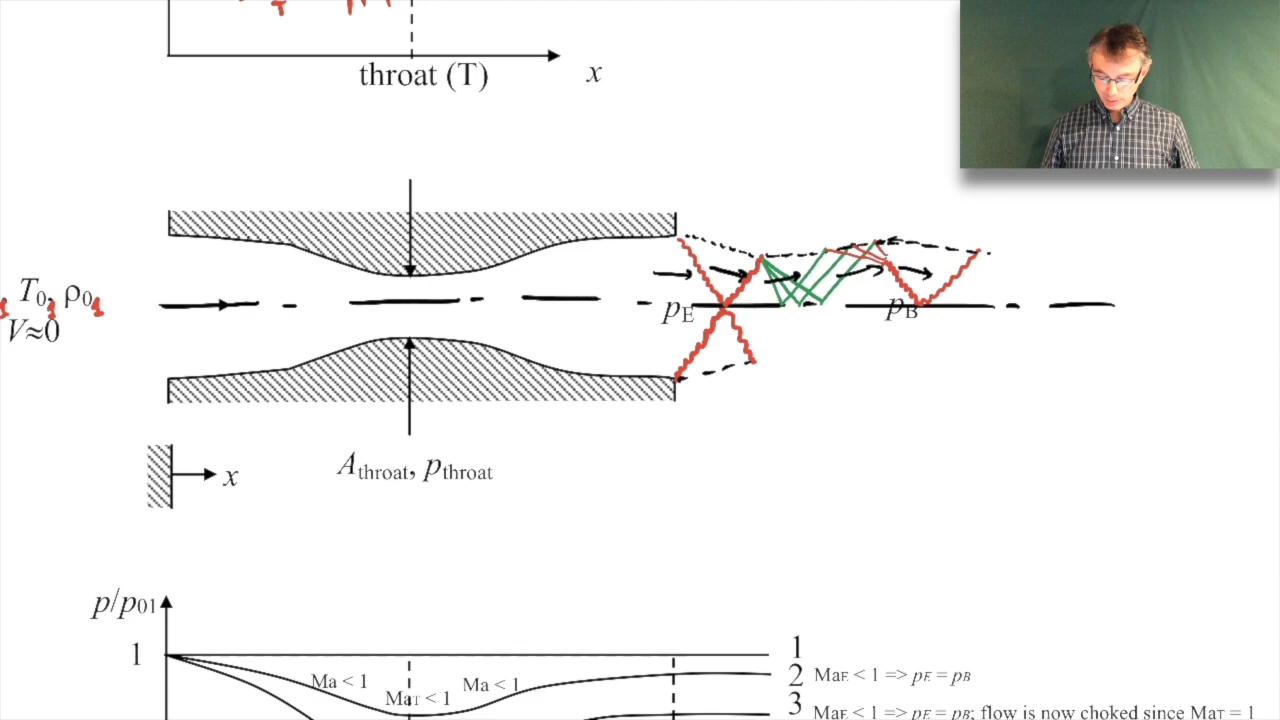 throat (T)
x
T0, ρ0
V≈0
pE
pB
x
Athroat, pthroat
p/p01
1
1
2 MaE < 1 => pE = pB
3 MaE < 1 => pE = pB; flow is now choked since MaT = 1
Ma < 1
MaT < 1
Ma < 1